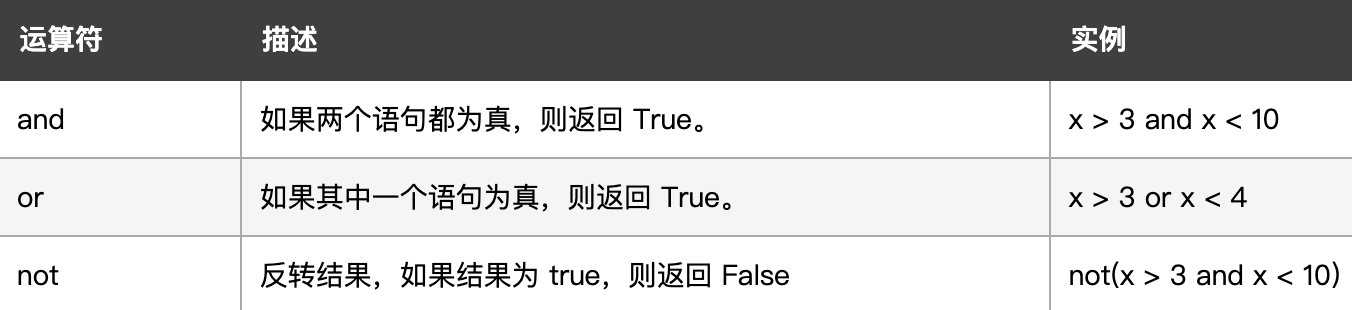 运算符 描述 实例
and 如果两个语句都为真，则返回 True。 x > 3 and x < 10
or 如果其中一个语句为真，则返回 True。 x > 3 or x < 4
not 反转结果，如果结果为 true，则返回 False not(x > 3 and x < 10)